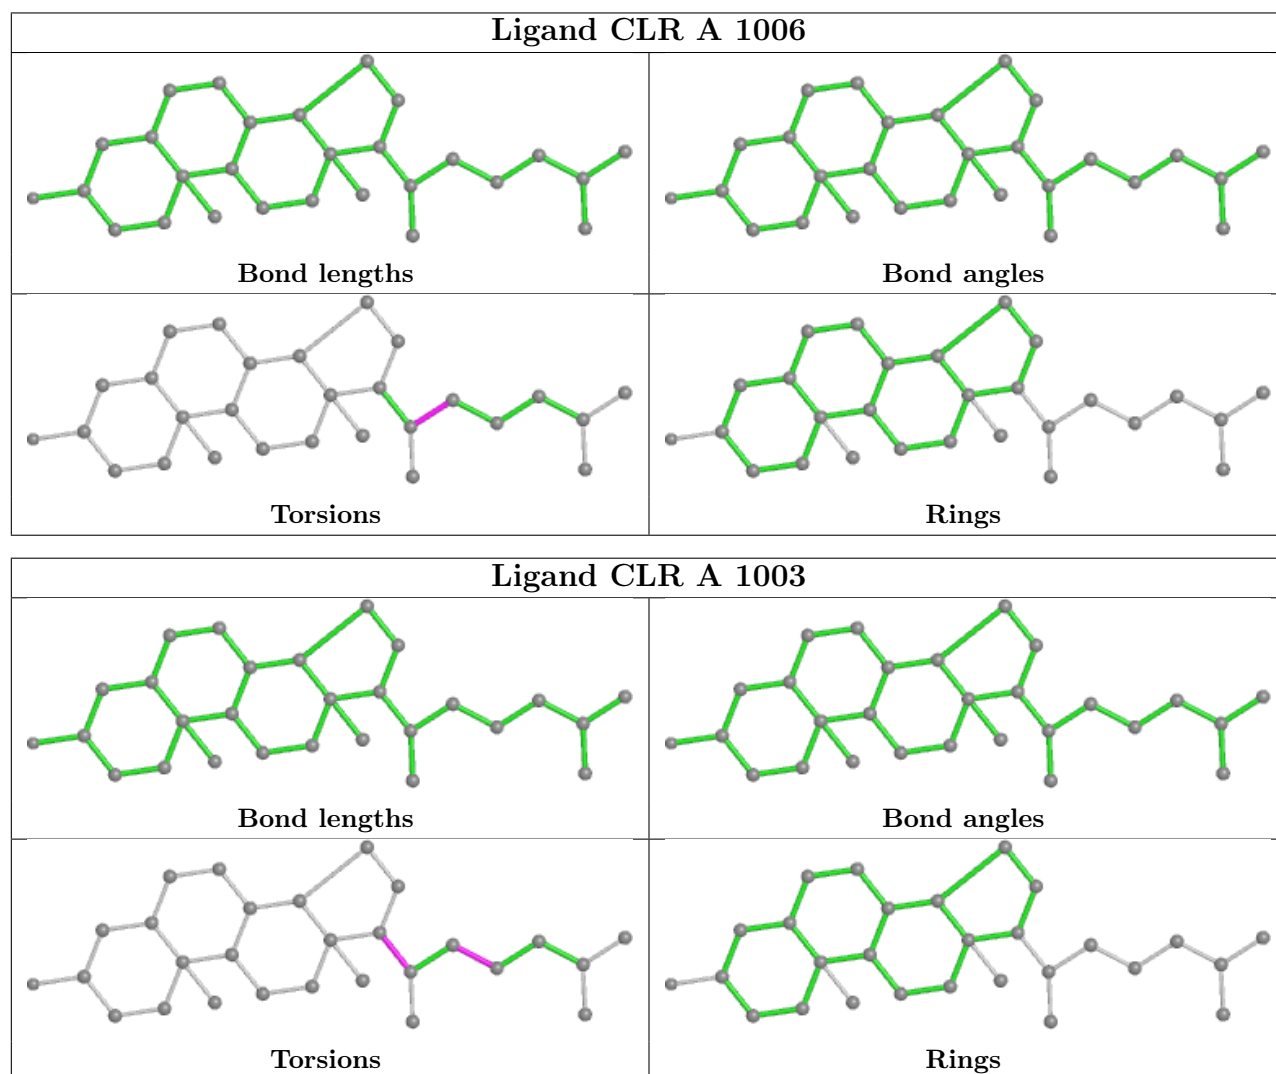 Ligand CLR A 1006
Bond lengths
Bond angles
Torsions
Rings
Ligand CLR A 1003
Bond lengths
Bond angles
Torsions
Rings